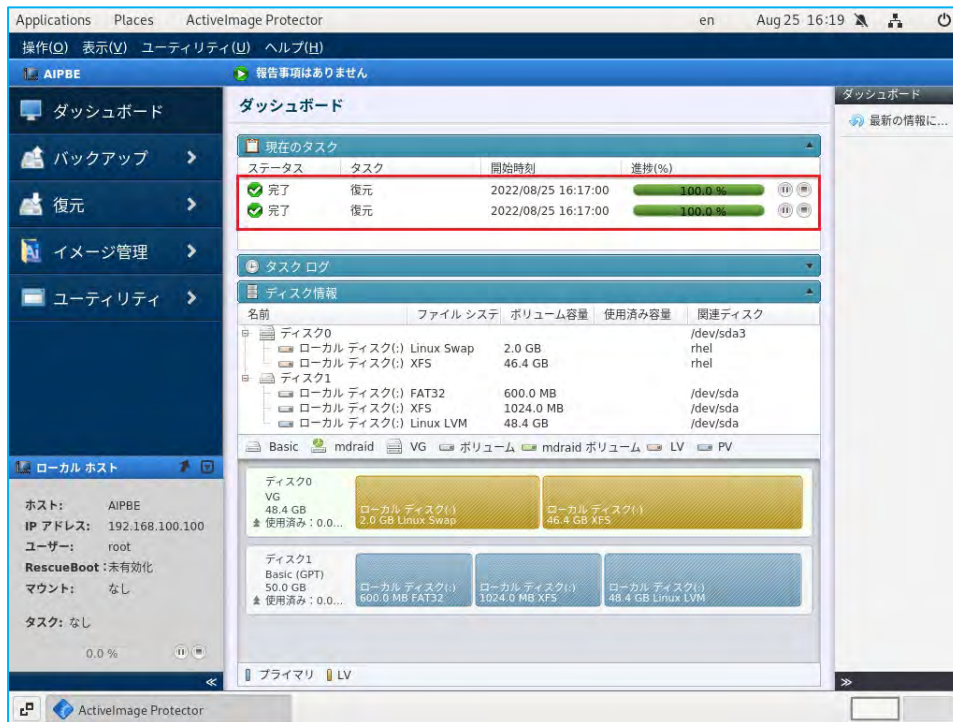 Applications Places ActiveImage Protector en Aug 25 16:19
操作(O) 表示(V) ユーティリティ(U) ヘルプ(H)
AIPBE 報告事項はありません
ダッシュボード
バックアップ
復元
イメージ管理
ユーティリティ
ローカル ホスト
ホスト: AIPBE
IP アドレス: 192.168.100.100
ユーザー: root
RescueBoot:未有効化
マウント: なし
タスク: なし
0.0 %
ダッシュボード
現在のタスク
ステータス タスク 開始時刻 進捗(%)
完了 復元 2022/08/25 16:17:00 100.0 %
完了 復元 2022/08/25 16:17:00 100.0 %
タスク ログ
ディスク情報
名前 ファイル システ ボリューム容量 使用済み容量 関連ディスク
ディスク0 /dev/sda3
ローカル ディスク(:) Linux Swap 2.0 GB rhel
ローカル ディスク(:) XFS 46.4 GB rhel
ディスク1
ローカル ディスク(:) FAT32 600.0 MB /dev/sda
ローカル ディスク(:) XFS 1024.0 MB /dev/sda
ローカル ディスク(:) Linux LVM 48.4 GB /dev/sda
Basic mdraid VG ボリューム mdraid ボリューム LV PV
ディスク0
VG
48.4 GB
使用済み : 0.0...
ローカル ディスク(:)
2.0 GB Linux Swap
ローカル ディスク(:)
46.4 GB XFS
ディスク1
Basic (GPT)
50.0 GB
使用済み : 0.0...
ローカル ディスク(:)
600.0 MB FAT32
ローカル ディスク(:)
1024.0 MB XFS
ローカル ディスク(:)
48.4 GB Linux LVM
プライマリ LV
ダッシュボード
最新の情報に...
ActiveImage Protector